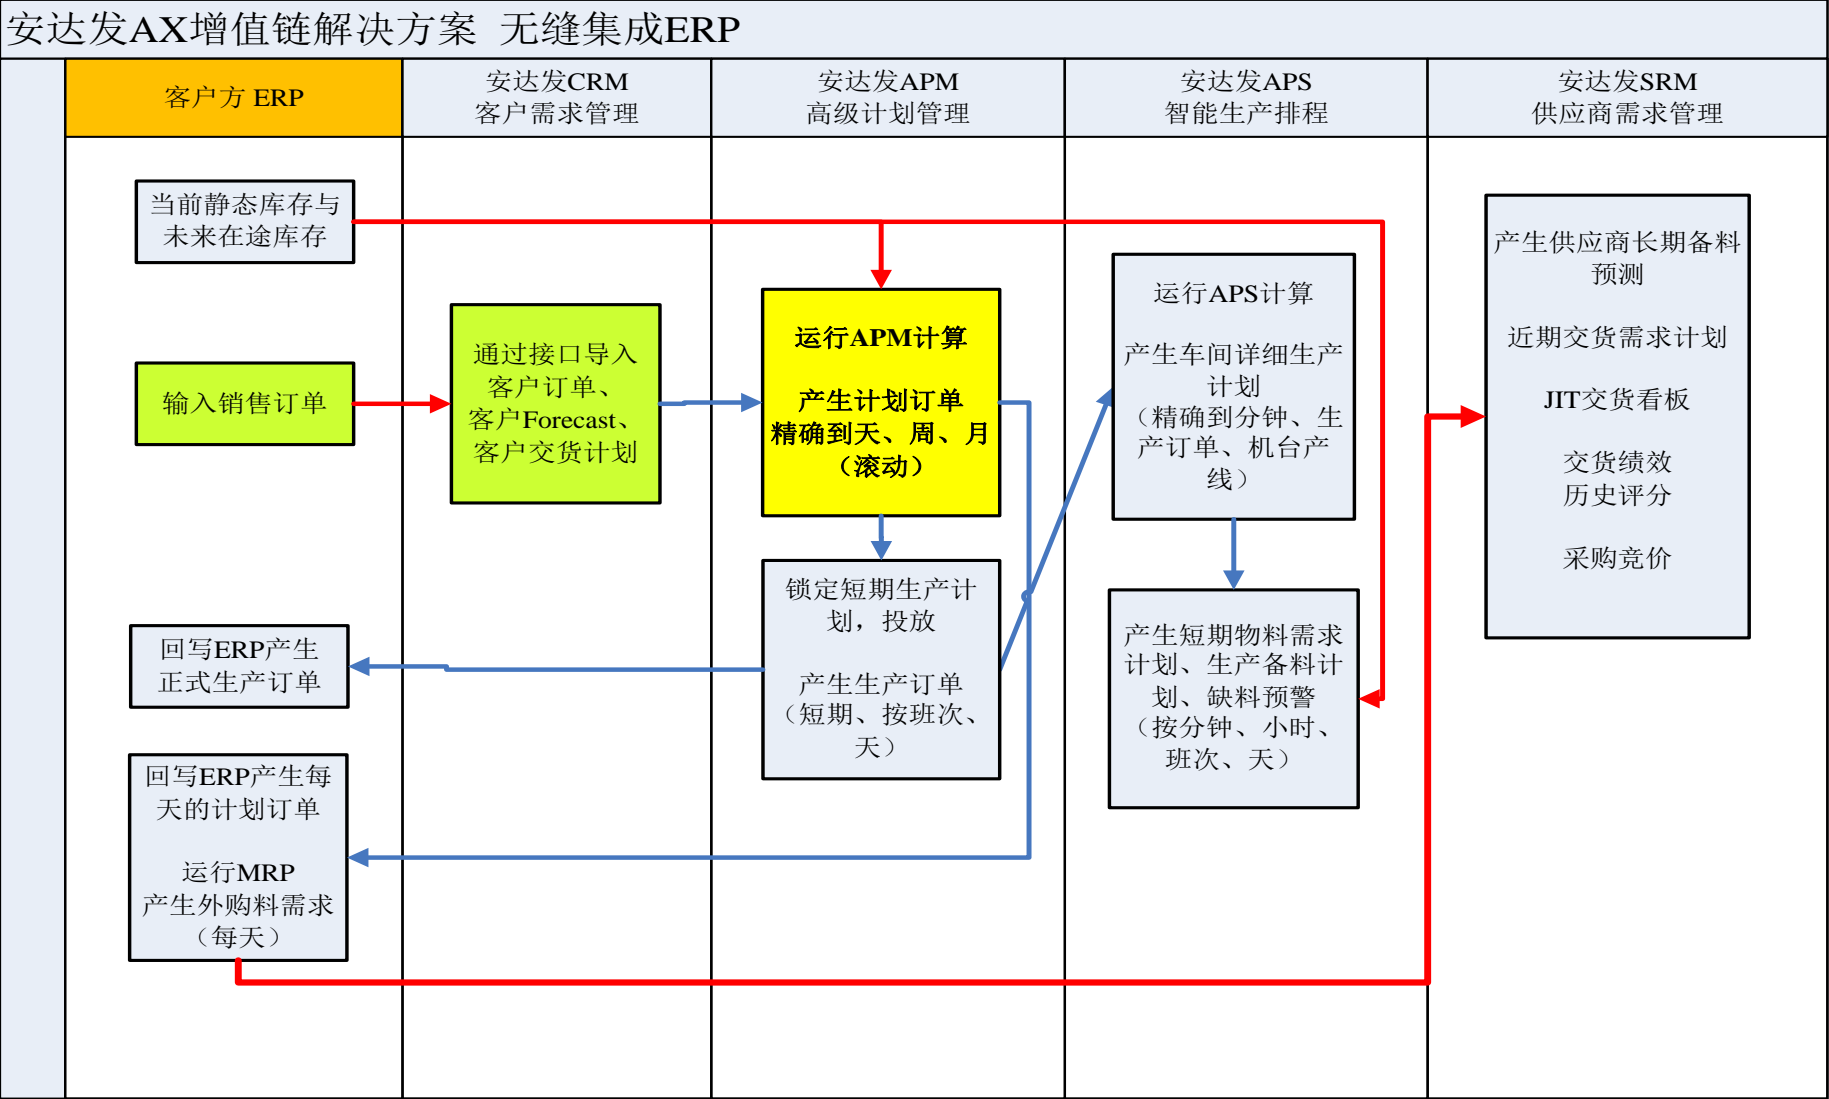 安达发AX增值链解决方案 无缝集成ERP
客户方 ERP
安达发CRM
客户需求管理
安达发APM
高级计划管理
安达发APS
智能生产排程
安达发SRM
供应商需求管理
当前静态库存与
未来在途库存
输入销售订单
回写ERP产生
正式生产订单
回写ERP产生每
天的计划订单
运行MRP
产生外购料需求
（每天）
通过接口导入
客户订单、
客户Forecast、
客户交货计划
运行APM计算
产生计划订单
精确到天、周、月
（滚动）
锁定短期生产计
划，投放
产生生产订单
（短期、按班次、
天）
运行APS计算
产生车间详细生产
计划
（精确到分钟、生
产订单、机台产
线）
产生短期物料需求
计划、生产备料计
划、缺料预警
（按分钟、小时、
班次、天）
产生供应商长期备料
预测
近期交货需求计划
JIT交货看板
交货绩效
历史评分
采购竞价